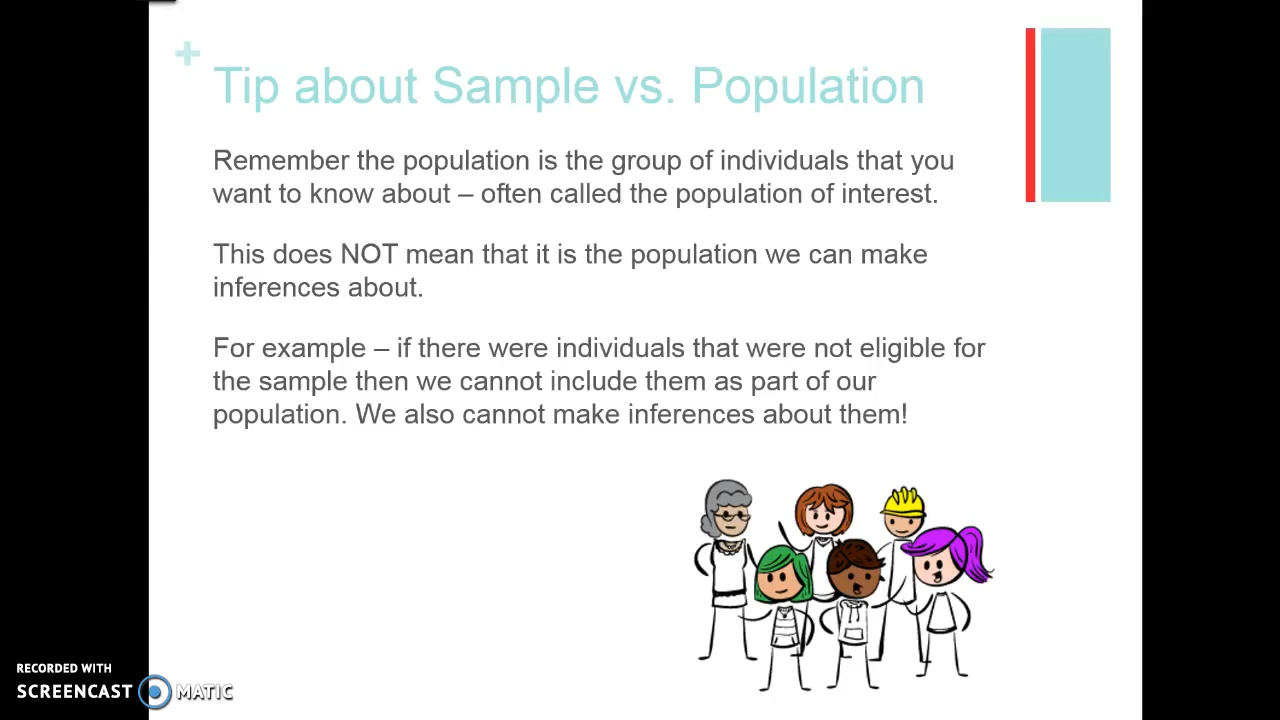 +
Tip about Sample vs. Population
Remember the population is the group of individuals that you
want to know about – often called the population of interest.
This does NOT mean that it is the population we can make
inferences about.
For example – if there were individuals that were not eligible for
the sample then we cannot include them as part of our
population. We also cannot make inferences about them!
RECORDED WITH
SCREENCAST MATIC